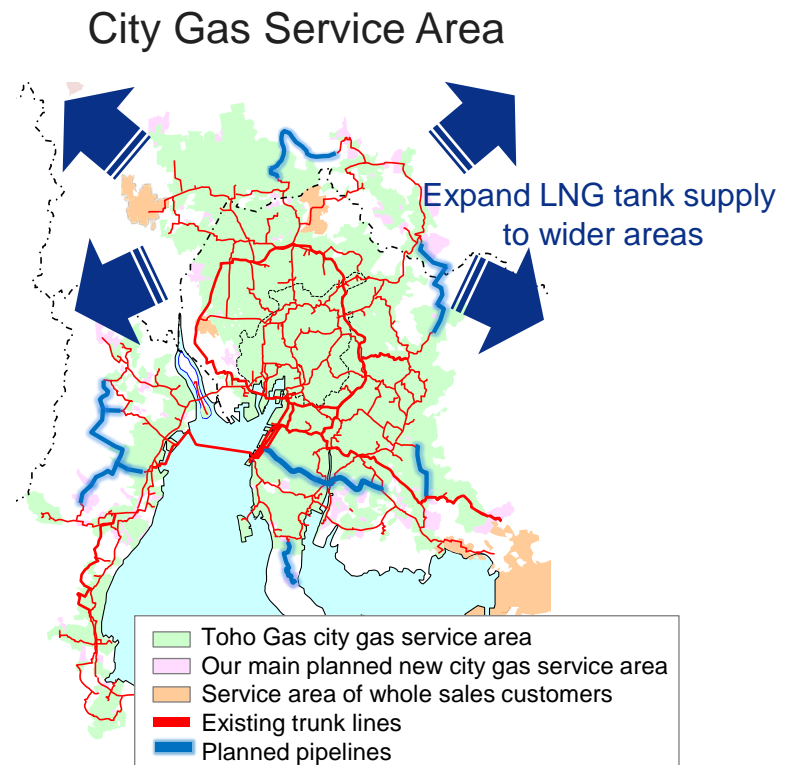 City Gas Service Area
Expand LNG tank supply
to wider areas
Toho Gas city gas service area
Our main planned new city gas service area
Service area of whole sales customers
Existing trunk lines
Planned pipelines